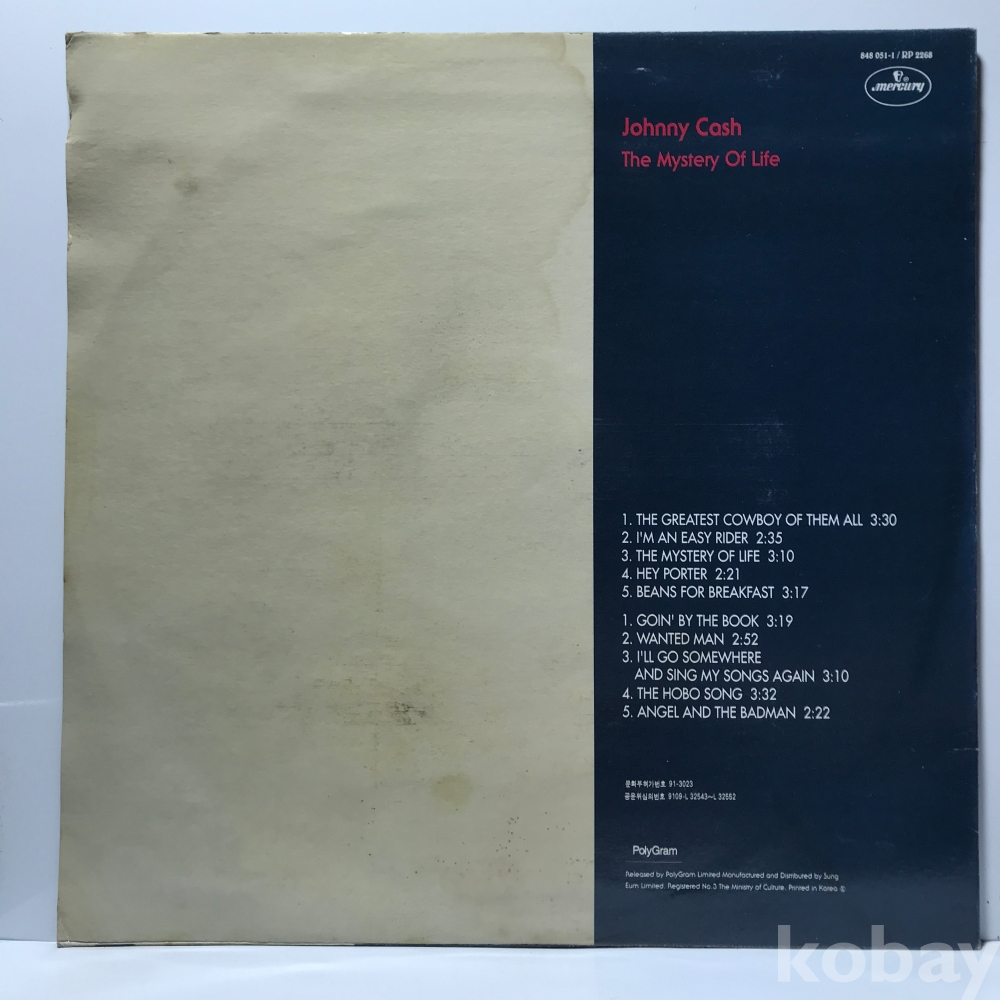 848 051-1 / RP 2268
mercury
Johnny Cash
The Mystery Of Life
1. THE GREATEST COWBOY OF THEM ALL 3:30
2. I'M AN EASY RIDER 2:35
3. THE MYSTERY OF LIFE 3:10
4. HEY PORTER 2:21
5. BEANS FOR BREAKFAST 3:17
1. GOIN' BY THE BOOK 3:19
2. WANTED MAN 2:52
3. I'LL GO SOMEWHERE
AND SING MY SONGS AGAIN 3:10
4. THE HOBO SONG 3:32
5. ANGEL AND THE BADMAN 2:22
문화부허가번호 91-3023
공문위심의번호 9109-L 32543~L 32552
PolyGram
Released by PolyGram Limited Manufactured and Distributed by Sung
Eum Limited. Registered No.3 The Ministry of Culture. Printed in Korea ©
kobay